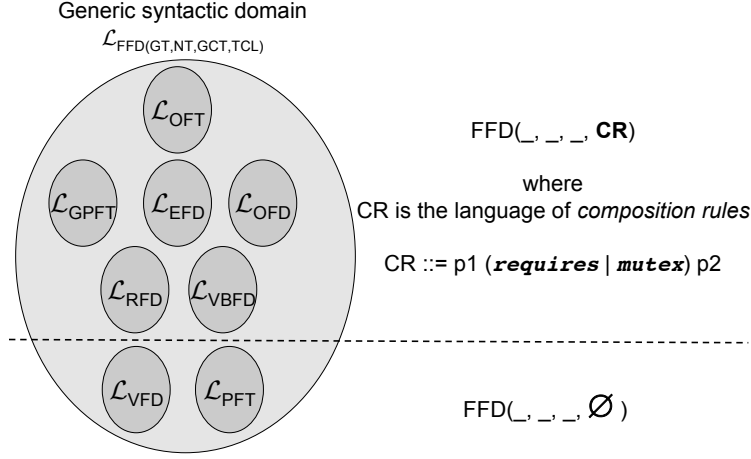 Generic syntactic domain
ℒFFD(GT,NT,GCT,TCL)
ℒOFT
ℒGPFT
ℒEFD
ℒOFD
ℒRFD
ℒVBFD
ℒVFD
ℒPFT
FFD(_, _, _, CR)
where
CR is the language of composition rules
CR ::= p1 (requires | mutex) p2
FFD(_, _, _, ∅ )